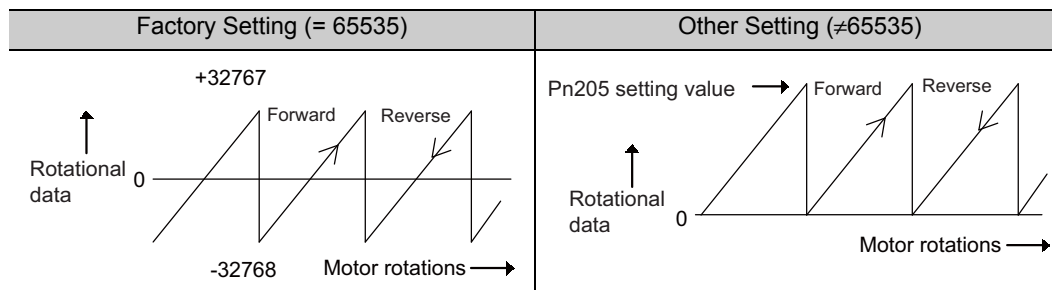 Factory Setting (= 65535)
+32767
Forward
Reverse
Rotational
data
0
-32768
Motor rotations
Other Setting (≠65535)
Pn205 setting value
Forward
Reverse
Rotational
data
0
Motor rotations